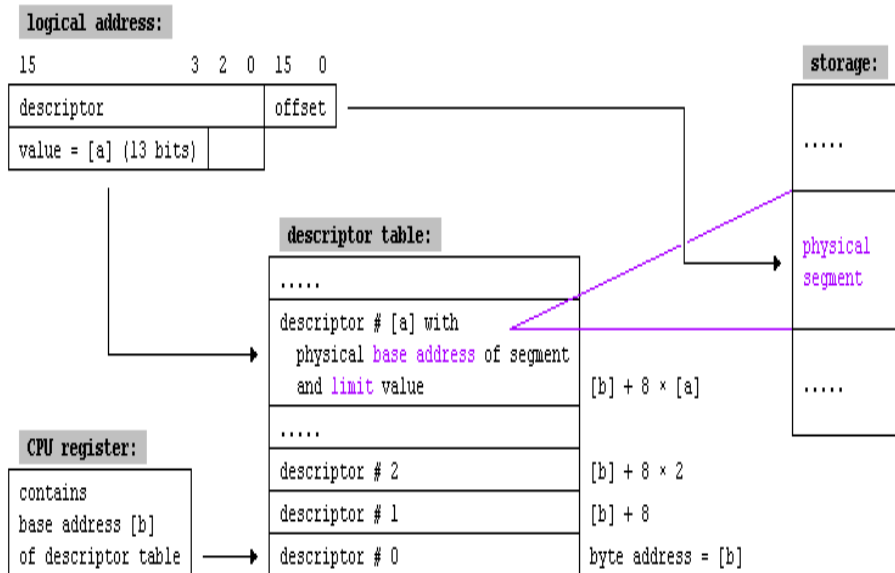 logical address:
15 3 2 0 15 0
descriptor offset
value = [a] (13 bits)
storage:
.....
physical
segment
.....
descriptor table:
.....
descriptor # [a] with
physical base address of segment
and limit value [b] + 8 × [a]
.....
descriptor # 2 [b] + 8 × 2
descriptor # 1 [b] + 8
descriptor # 0 byte address = [b]
CPU register:
contains
base address [b]
of descriptor table